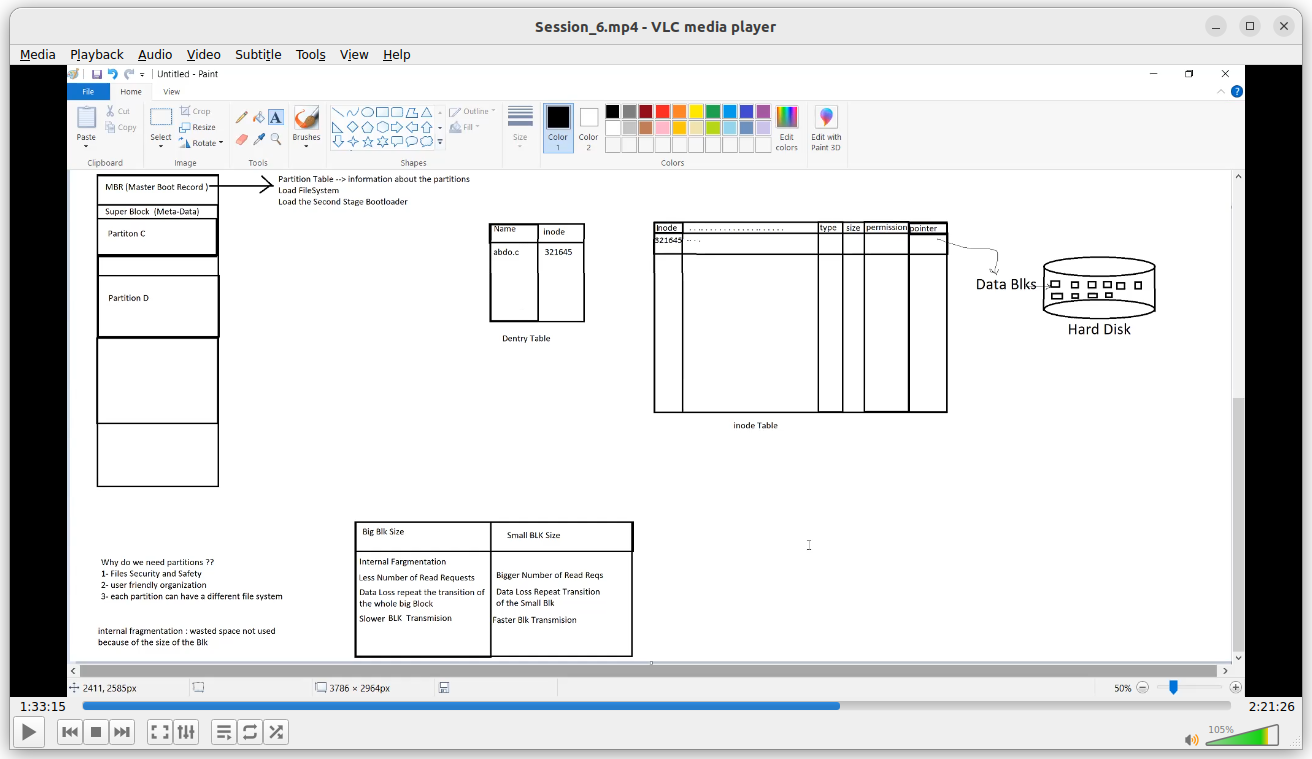 Session_6.mp4 - VLC media player
Media Playback Audio Video Subtitle Tools View Help
Untitled - Paint
File Home View
Paste
Cut
Copy
Clipboard
Select
Crop
Resize
Rotate
Image
A
Tools
Brushes
Outline
Fill
Shapes
Size
Color
1
Color
2
Edit
colors
Colors
Edit with
Paint 3D
MBR (Master Boot Record )
Super Block (Meta-Data)
Partiton C
Partition D
Partition Table --> information about the partitions
Load FileSystem
Load the Second Stage Bootloader
Name inode
abdo.c 321645
Dentry Table
Inode ........................ type size permission pointer
321645 ....
inode Table
Data Blks
Hard Disk
Why do we need partitions ??
1- Files Security and Safety
2- user friendly organization
3- each partition can have a different file system
internal fragmentation : wasted space not used
because of the size of the Blk
Big Blk Size
Internal Fargmentation
Less Number of Read Requests
Data Loss repeat the transition of
the whole big Block
Slower BLK Transmision
Small BLK Size
Bigger Number of Read Reqs
Data Loss Repeat Transition
of the Small Blk
Faster Blk Transmision
2411, 2585px
3786 × 2964px
50%
1:33:15
2:21:26
105%